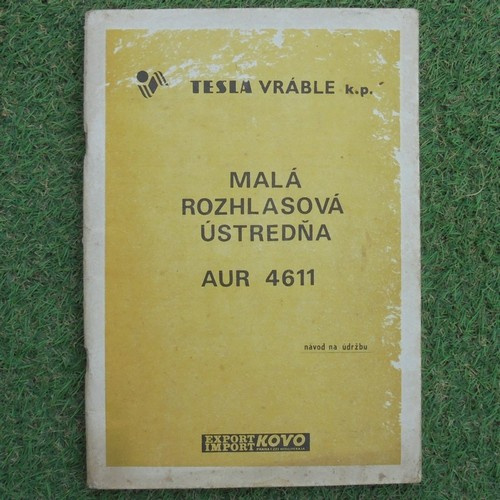 TESLA VRÁBLE k.p.
MALÁ
ROZHLASOVÁ
ÚSTREDŇA
AUR 4611
návod na údržbu
EXPORT
IMPORT
KOVO